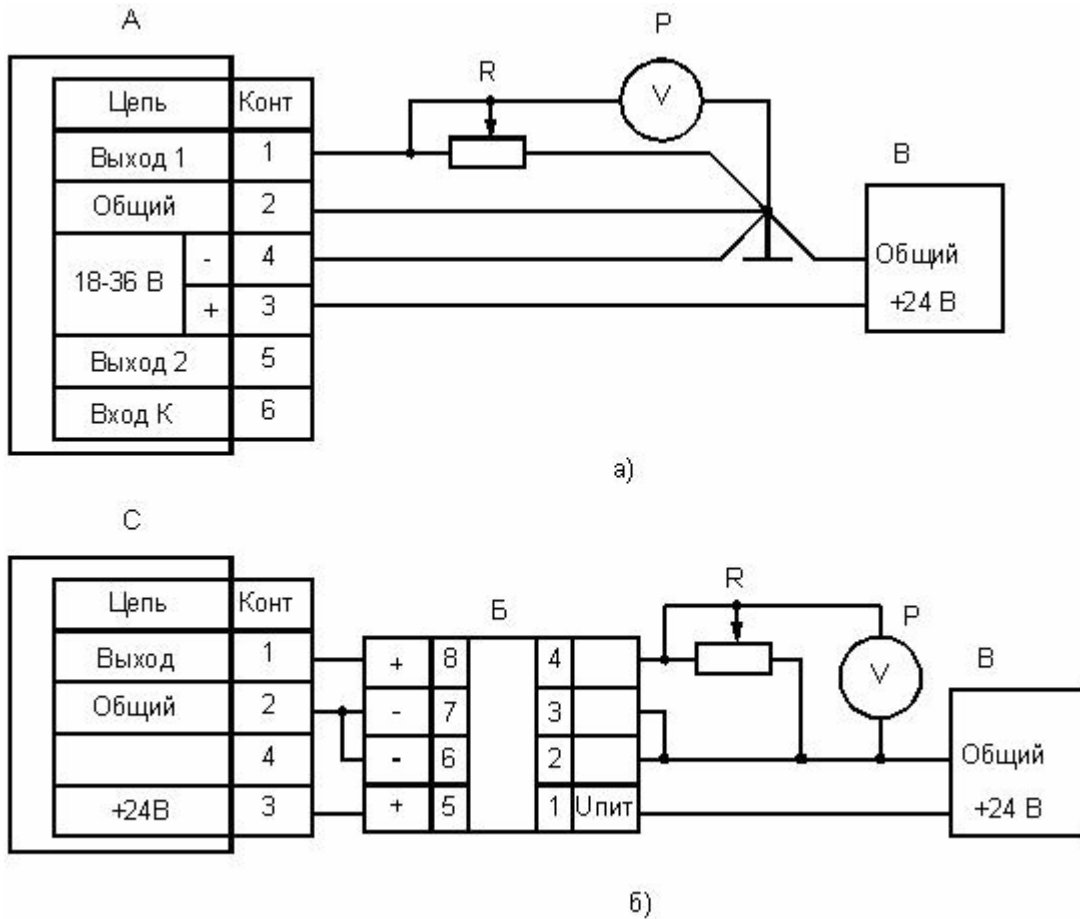 А
Р
R
V
Цепь Конт
Выход 1 1
В
Общий 2
18-36 В - 4
Общий
+ 3
+24 В
Выход 2 5
Вход К 6
а)
С
R
Цепь Конт
Б
Р
Выход 1 + 8 4
V
В
Общий 2 - 7 3
4 - 6 2
Общий
+24В 3 + 5 1 Uпит
+24 В
б)